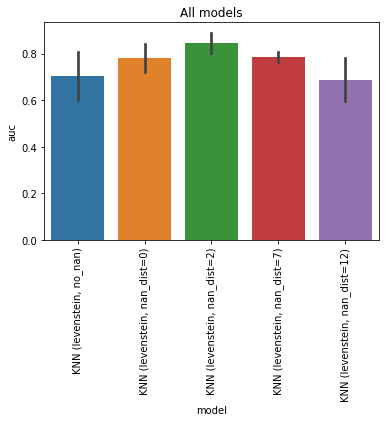 All models
auc
0.8
0.6
0.4
0.2
0.0
KNN (levenstein, no_nan)
KNN (levenstein, nan_dist=0)
KNN (levenstein, nan_dist=2)
KNN (levenstein, nan_dist=7)
KNN (levenstein, nan_dist=12)
model